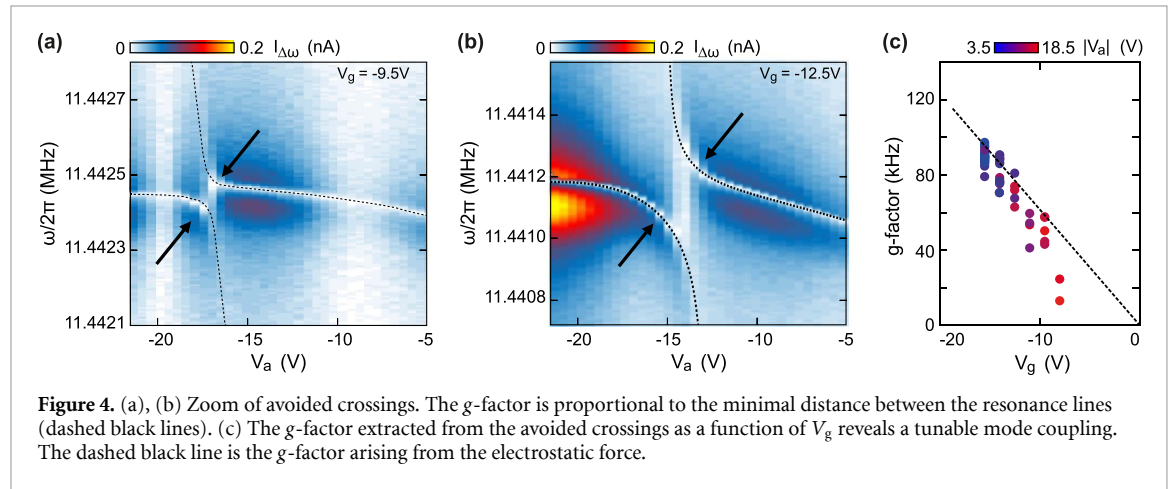 (a)
0 0.2 I_Δω (nA)
V_g = -9.5V
11.4427
11.4425
11.4423
11.4421
ω/2π (MHz)
-20 -15 -10 -5
V_a (V)
(b)
0 0.2 I_Δω (nA)
V_g = -12.5V
11.4414
11.4412
11.4410
11.4408
ω/2π (MHz)
-20 -15 -10 -5
V_a (V)
(c)
3.5 18.5 |V_a| (V)
120
80
40
0
g-factor (kHz)
-20 -10 0
V_g (V)
Figure 4. (a), (b) Zoom of avoided crossings. The g-factor is proportional to the minimal distance between the resonance lines
(dashed black lines). (c) The g-factor extracted from the avoided crossings as a function of V_g reveals a tunable mode coupling.
The dashed black line is the g-factor arising from the electrostatic force.